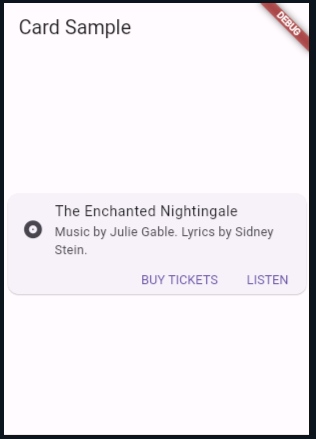 Card Sample
DEBUG
The Enchanted Nightingale
Music by Julie Gable. Lyrics by Sidney
Stein.
BUY TICKETS LISTEN